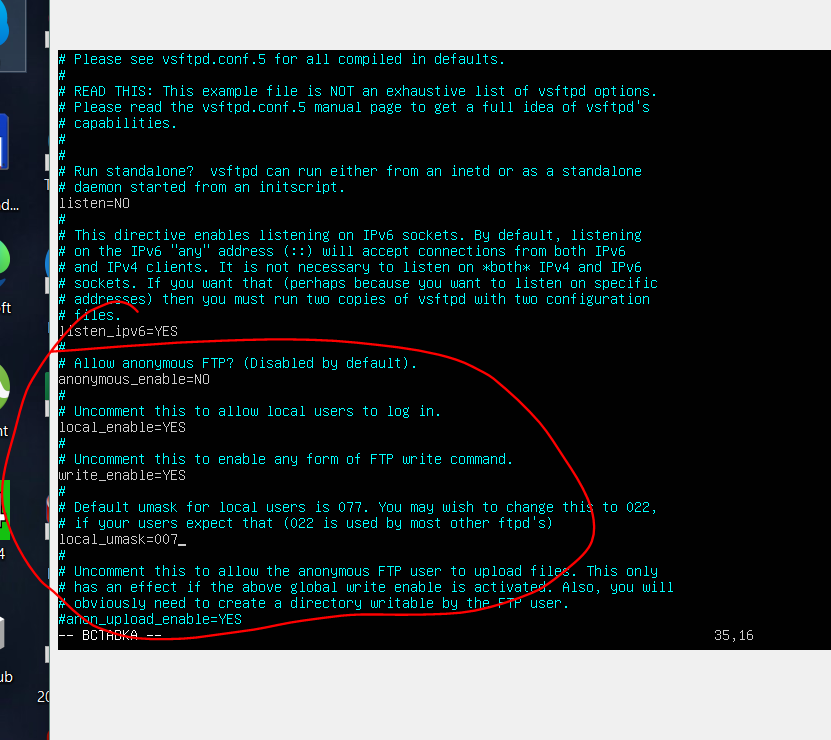 # Please see vsftpd.conf.5 for all compiled in defaults.
#
# READ THIS: This example file is NOT an exhaustive list of vsftpd options.
# Please read the vsftpd.conf.5 manual page to get a full idea of vsftpd's
# capabilities.
#
#
# Run standalone?  vsftpd can run either from an inetd or as a standalone
# daemon started from an initscript.
listen=NO
#
# This directive enables listening on IPv6 sockets. By default, listening
# on the IPv6 "any" address (::) will accept connections from both IPv6
# and IPv4 clients. It is not necessary to listen on *both* IPv4 and IPv6
# sockets. If you want that (perhaps because you want to listen on specific
# addresses) then you must run two copies of vsftpd with two configuration
# files.
listen_ipv6=YES
#
# Allow anonymous FTP? (Disabled by default).
anonymous_enable=NO
#
# Uncomment this to allow local users to log in.
local_enable=YES
#
# Uncomment this to enable any form of FTP write command.
write_enable=YES
#
# Default umask for local users is 077. You may wish to change this to 022,
# if your users expect that (022 is used by most other ftpd's)
local_umask=007_
#
# Uncomment this to allow the anonymous FTP user to upload files. This only
# has an effect if the above global write enable is activated. Also, you will
# obviously need to create a directory writable by the FTP user.
#anon_upload_enable=YES
-- ВСТАВКА -- 35,16
d...
ft
nt
4
ub
20